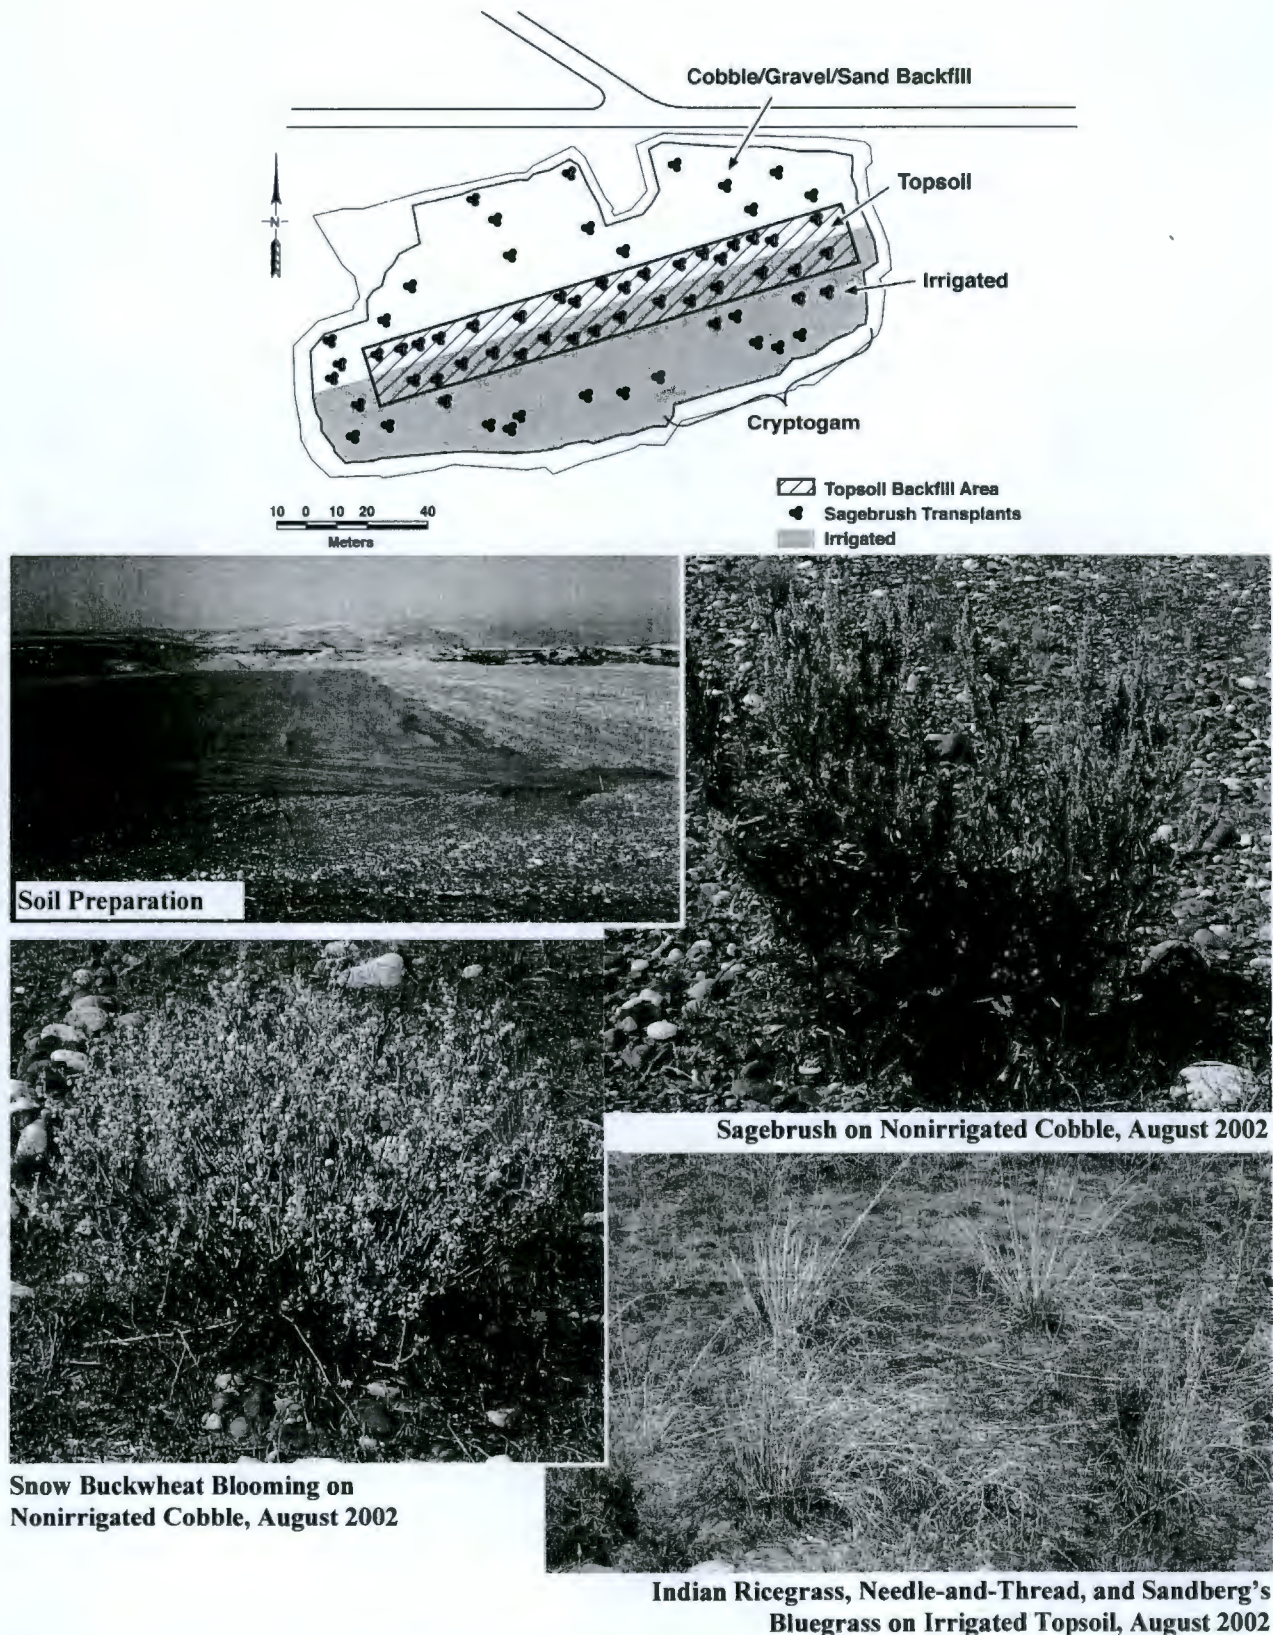 Cobble/Gravel/Sand Backfill
Topsoil
N
Irrigated
Cryptogam
10 0 10 20 40
Meters
Topsoil Backfill Area
Sagebrush Transplants
Irrigated
Soil Preparation
Sagebrush on Nonirrigated Cobble, August 2002
Snow Buckwheat Blooming on
Nonirrigated Cobble, August 2002
Indian Ricegrass, Needle-and-Thread, and Sandberg's
Bluegrass on Irrigated Topsoil, August 2002